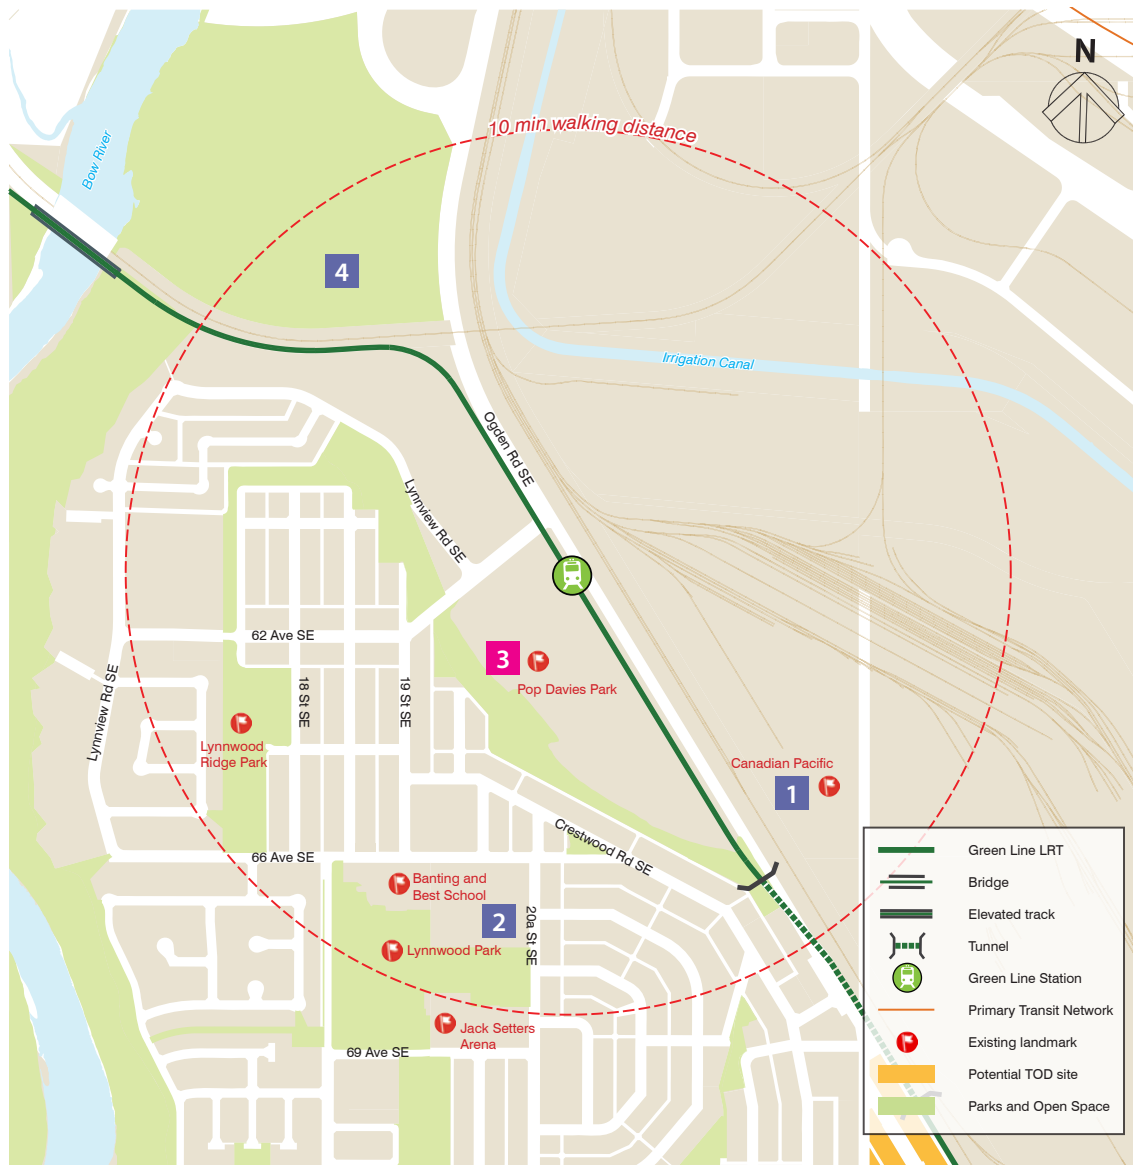 N
10 min walking distance
Bow River
4
Irrigation Canal
Ogden Rd SE
Lynnview Rd SE
62 Ave SE
3
Pop Davies Park
18 St SE
19 St SE
Lynnview Rd SE
Lynnwood
Ridge Park
Canadian Pacific
1
Crestwood Rd SE
66 Ave SE
Banting and
Best School
2
20a St SE
Lynnwood Park
Jack Setters
Arena
69 Ave SE
Green Line LRT
Bridge
Elevated track
Tunnel
Green Line Station
Primary Transit Network
Existing landmark
Potential TOD site
Parks and Open Space